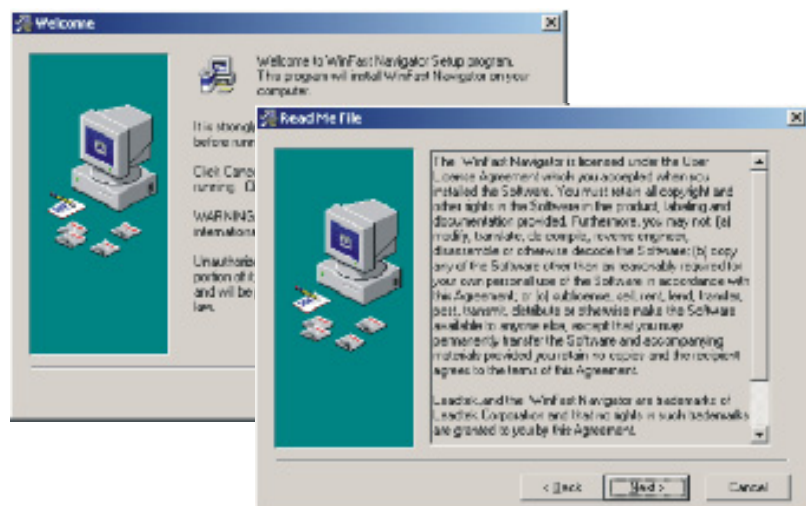 Welcome
Welcome to WinFast Navigator Setup program.
This program will install WinFast Navigator on your
computer.
It is strongly
before runn
Click Canc
running. C
WARNING
internationa
Unauthoriz
portion of it,
and will be
law.
Read Me File
The WinFast Navigator is licensed under the User
License Agreement which you accepted when you
installed the Software. You must retain all copyright and
other rights in the Software in the product, labeling and
documentation provided. Furthermore, you may not: (a)
modify, translate, de compile, reverse engineer,
disassemble or otherwise decode the Software; (b) copy
any of the Software other than as reasonably required for
your own personal use of the Software in accordance with
this Agreement; or (c) sublicense, sell, rent, lend, transfer,
post, transmit, distribute or otherwise make the Software
available to anyone else, except that you may
permanently transfer the Software and accompanying
materials provided you retain no copies and the recipient
agrees to the terms of this Agreement.
Leadtek and the WinFast Navigator are trademarks of
Leadtek Corporation and that no rights in such trademarks
are granted to you by this Agreement.
< Back
Next >
Cancel